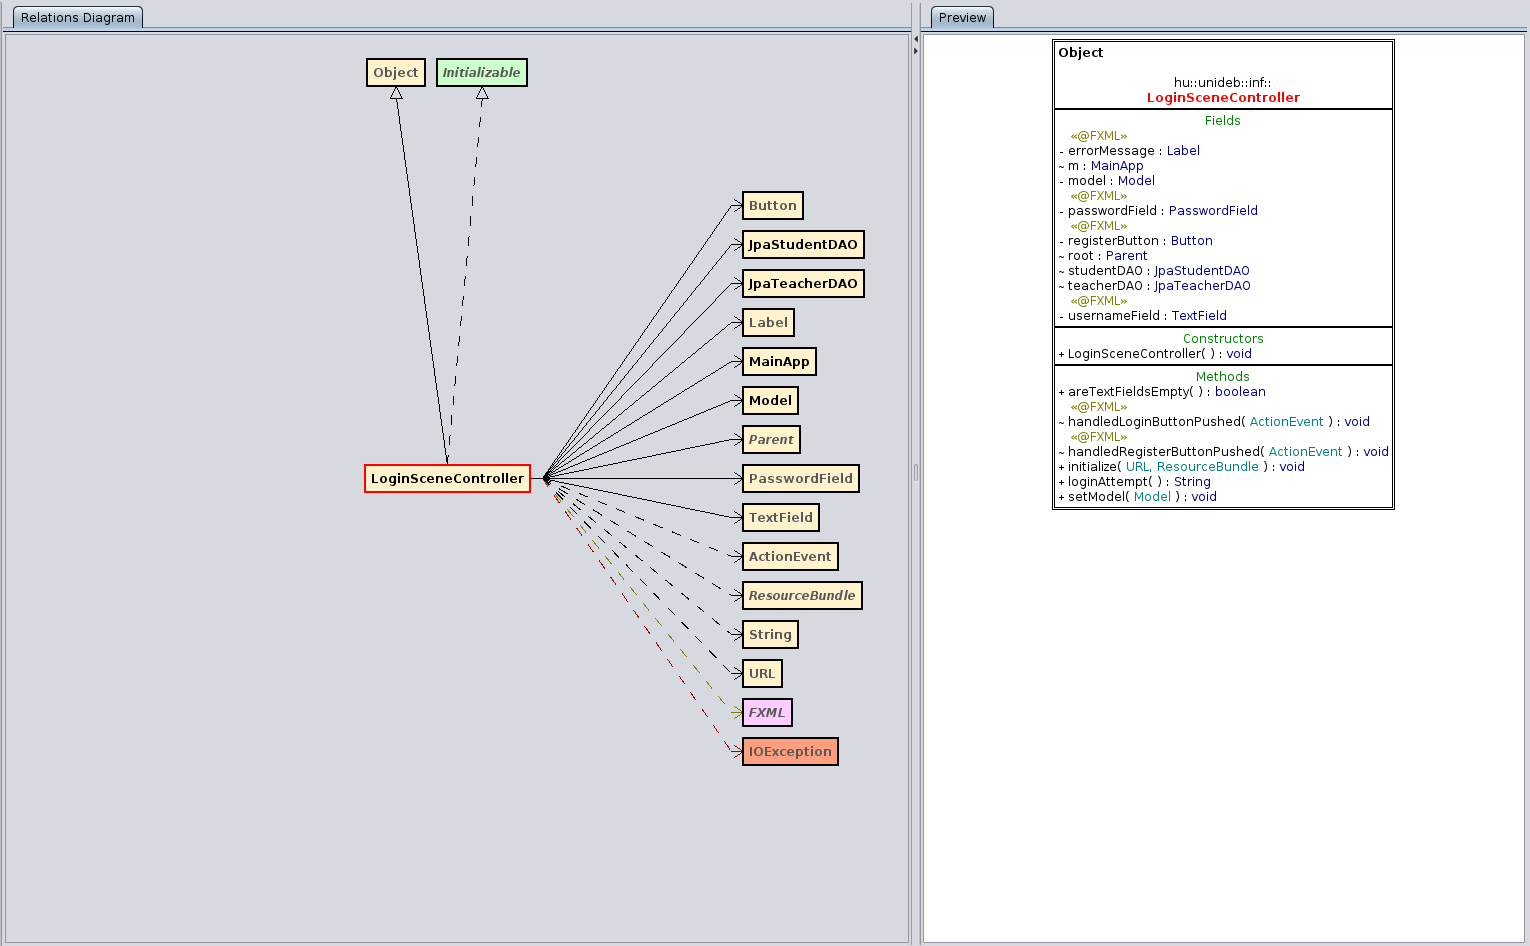 Relations Diagram
Object
Initializable
Button
JpaStudentDAO
JpaTeacherDAO
Label
MainApp
Model
Parent
LoginSceneController
PasswordField
TextField
ActionEvent
ResourceBundle
String
URL
FXML
IOException
Preview
Object
hu::unideb::inf::
LoginSceneController
Fields
«@FXML»
- errorMessage : Label
~ m : MainApp
- model : Model
«@FXML»
- passwordField : PasswordField
«@FXML»
- registerButton : Button
~ root : Parent
~ studentDAO : JpaStudentDAO
~ teacherDAO : JpaTeacherDAO
«@FXML»
- usernameField : TextField
Constructors
+ LoginSceneController( ) : void
Methods
+ areTextFieldsEmpty( ) : boolean
«@FXML»
~ handledLoginButtonPushed( ActionEvent ) : void
«@FXML»
~ handledRegisterButtonPushed( ActionEvent ) : void
+ initialize( URL, ResourceBundle ) : void
+ loginAttempt( ) : String
+ setModel( Model ) : void